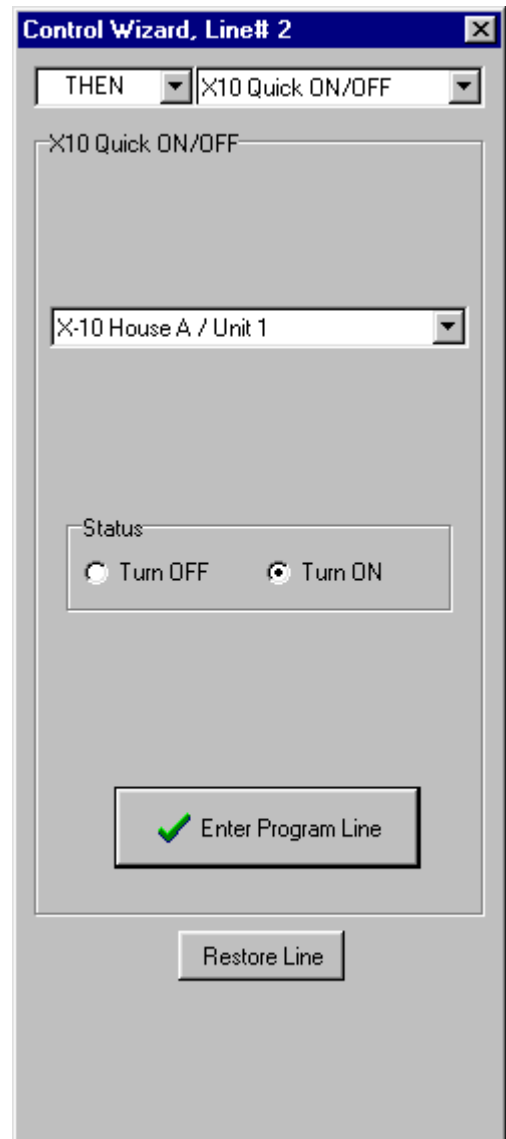 Control Wizard, Line# 2
THEN X10 Quick ON/OFF
X10 Quick ON/OFF
X-10 House A / Unit 1
Status
Turn OFF Turn ON
Enter Program Line
Restore Line